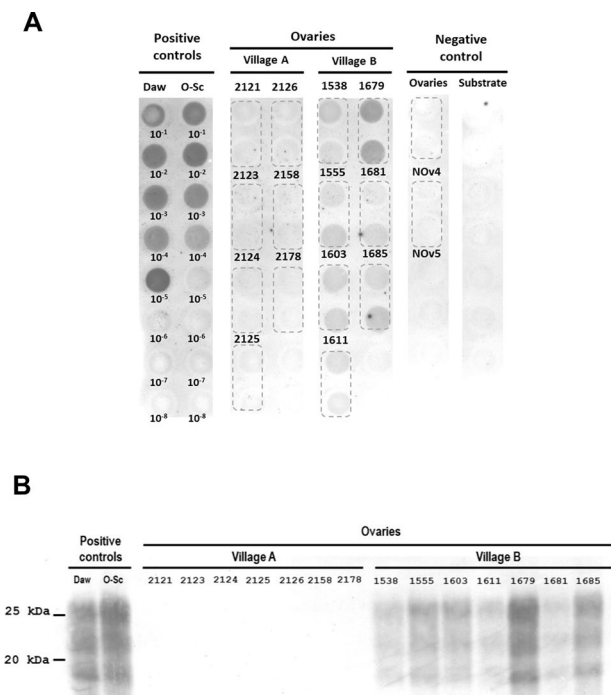 A
Positive controls
Ovaries
Negative control
Village A Village B
Daw O-Sc 2121 2126 1538 1679 Ovaries Substrate
10-1 10-1
10-2 10-2 2123 2158 1555 1681 NOv4
10-3 10-3
10-4 10-4 2124 2178 1603 1685 NOv5
10-5 10-5
10-6 10-6 2125 1611
10-7 10-7
10-8 10-8
B
Positive controls
Ovaries
Village A Village B
Daw O-Sc 2121 2123 2124 2125 2126 2158 2178 1538 1555 1603 1611 1679 1681 1685
25 kDa
20 kDa